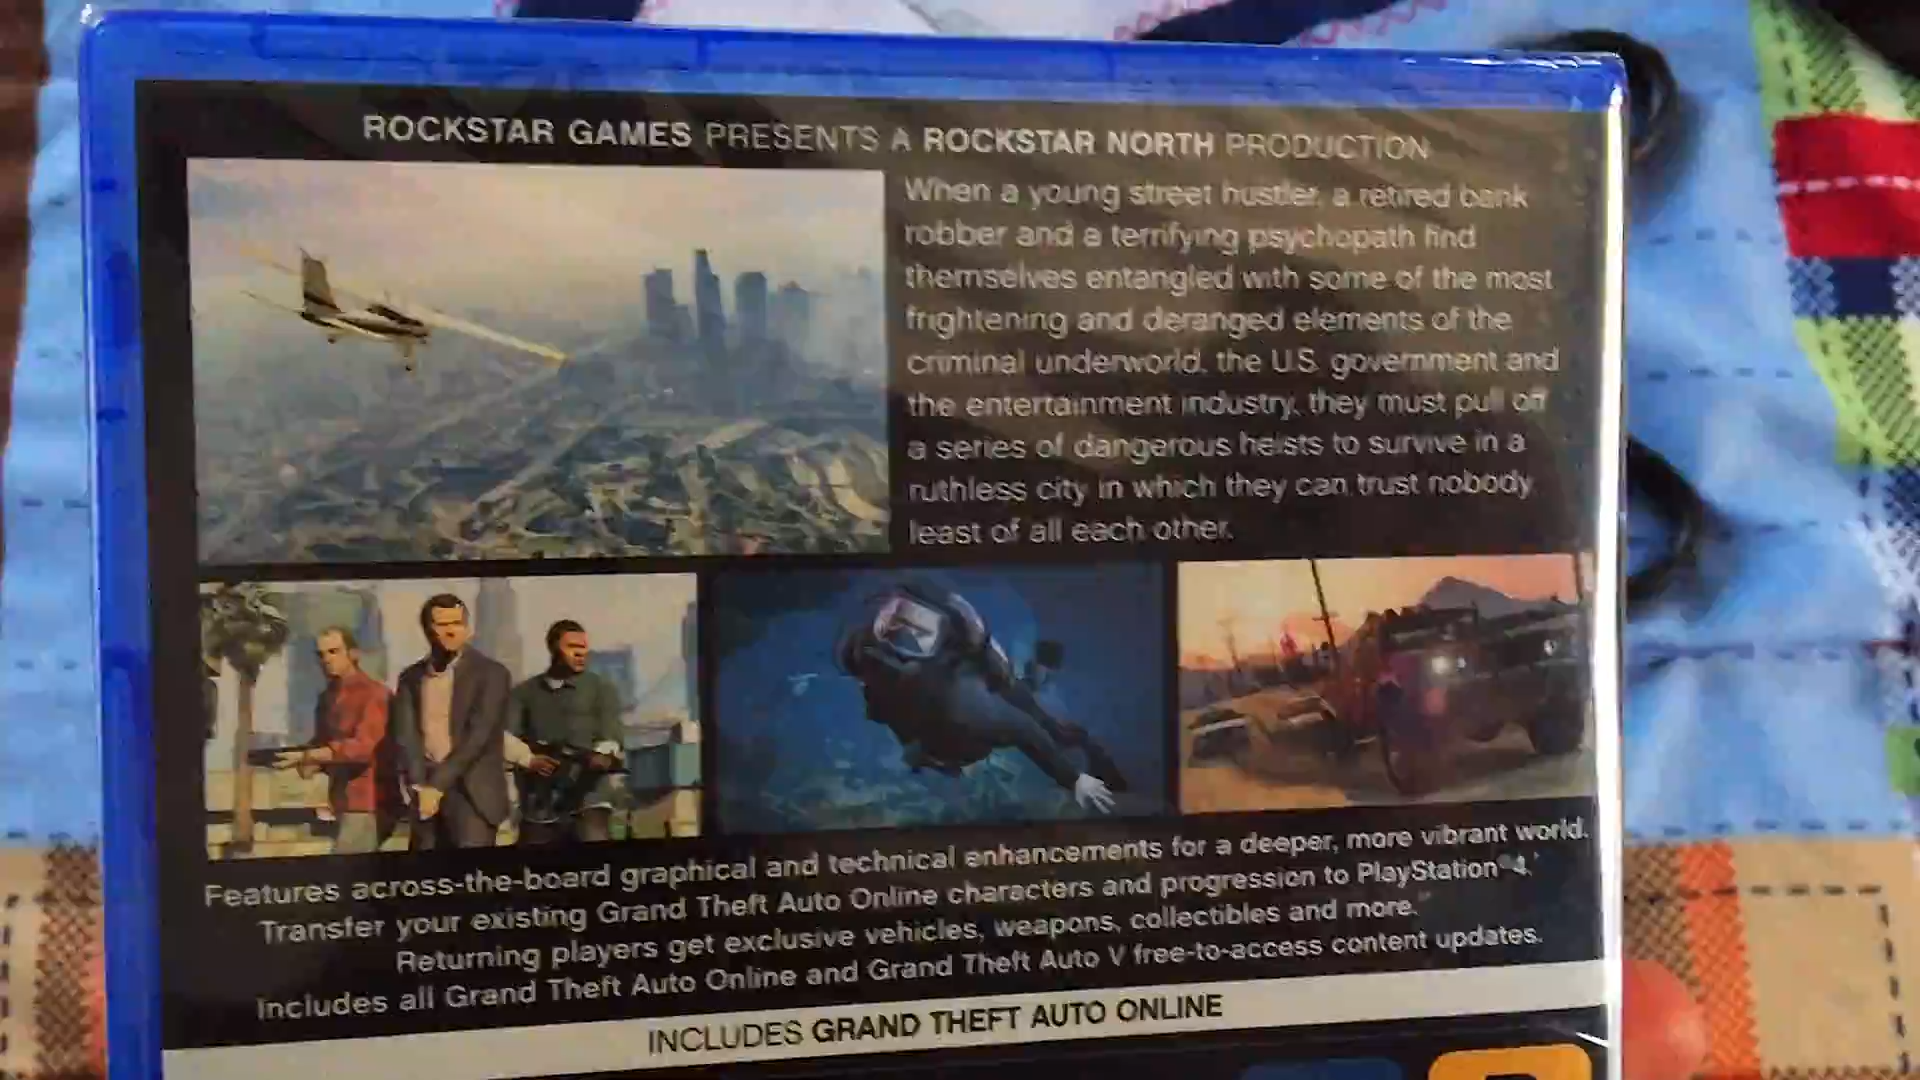 ROCKSTAR GAMES PRESENTS A ROCKSTAR NORTH PRODUCTION
When a young street hustler, a retired bank
robber and a terrifying psychopath find
themselves entangled with some of the most
frightening and deranged elements of the
criminal underworld, the U.S. government and
the entertainment industry, they must pull off
a series of dangerous heists to survive in a
ruthless city in which they can trust nobody
least of all each other.
Features across-the-board graphical and technical enhancements for a deeper, more vibrant world.
Transfer your existing Grand Theft Auto Online characters and progression to PlayStation®4.*
Returning players get exclusive vehicles, weapons, collectibles and more.**
Includes all Grand Theft Auto Online and Grand Theft Auto V free-to-access content updates.
INCLUDES GRAND THEFT AUTO ONLINE